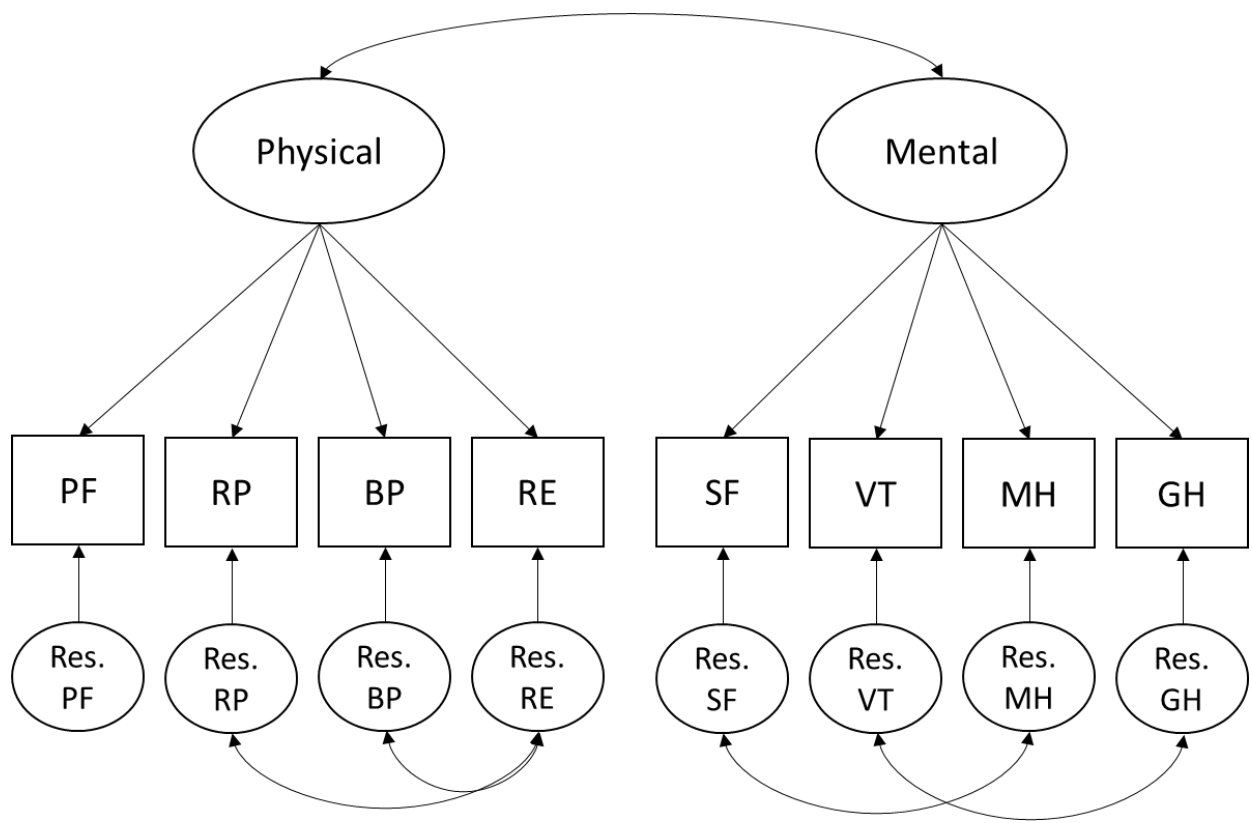 Physical
Mental
PF
RP
BP
RE
SF
VT
MH
GH
Res.
PF
Res.
RP
Res.
BP
Res.
RE
Res.
SF
Res.
VT
Res.
MH
Res.
GH